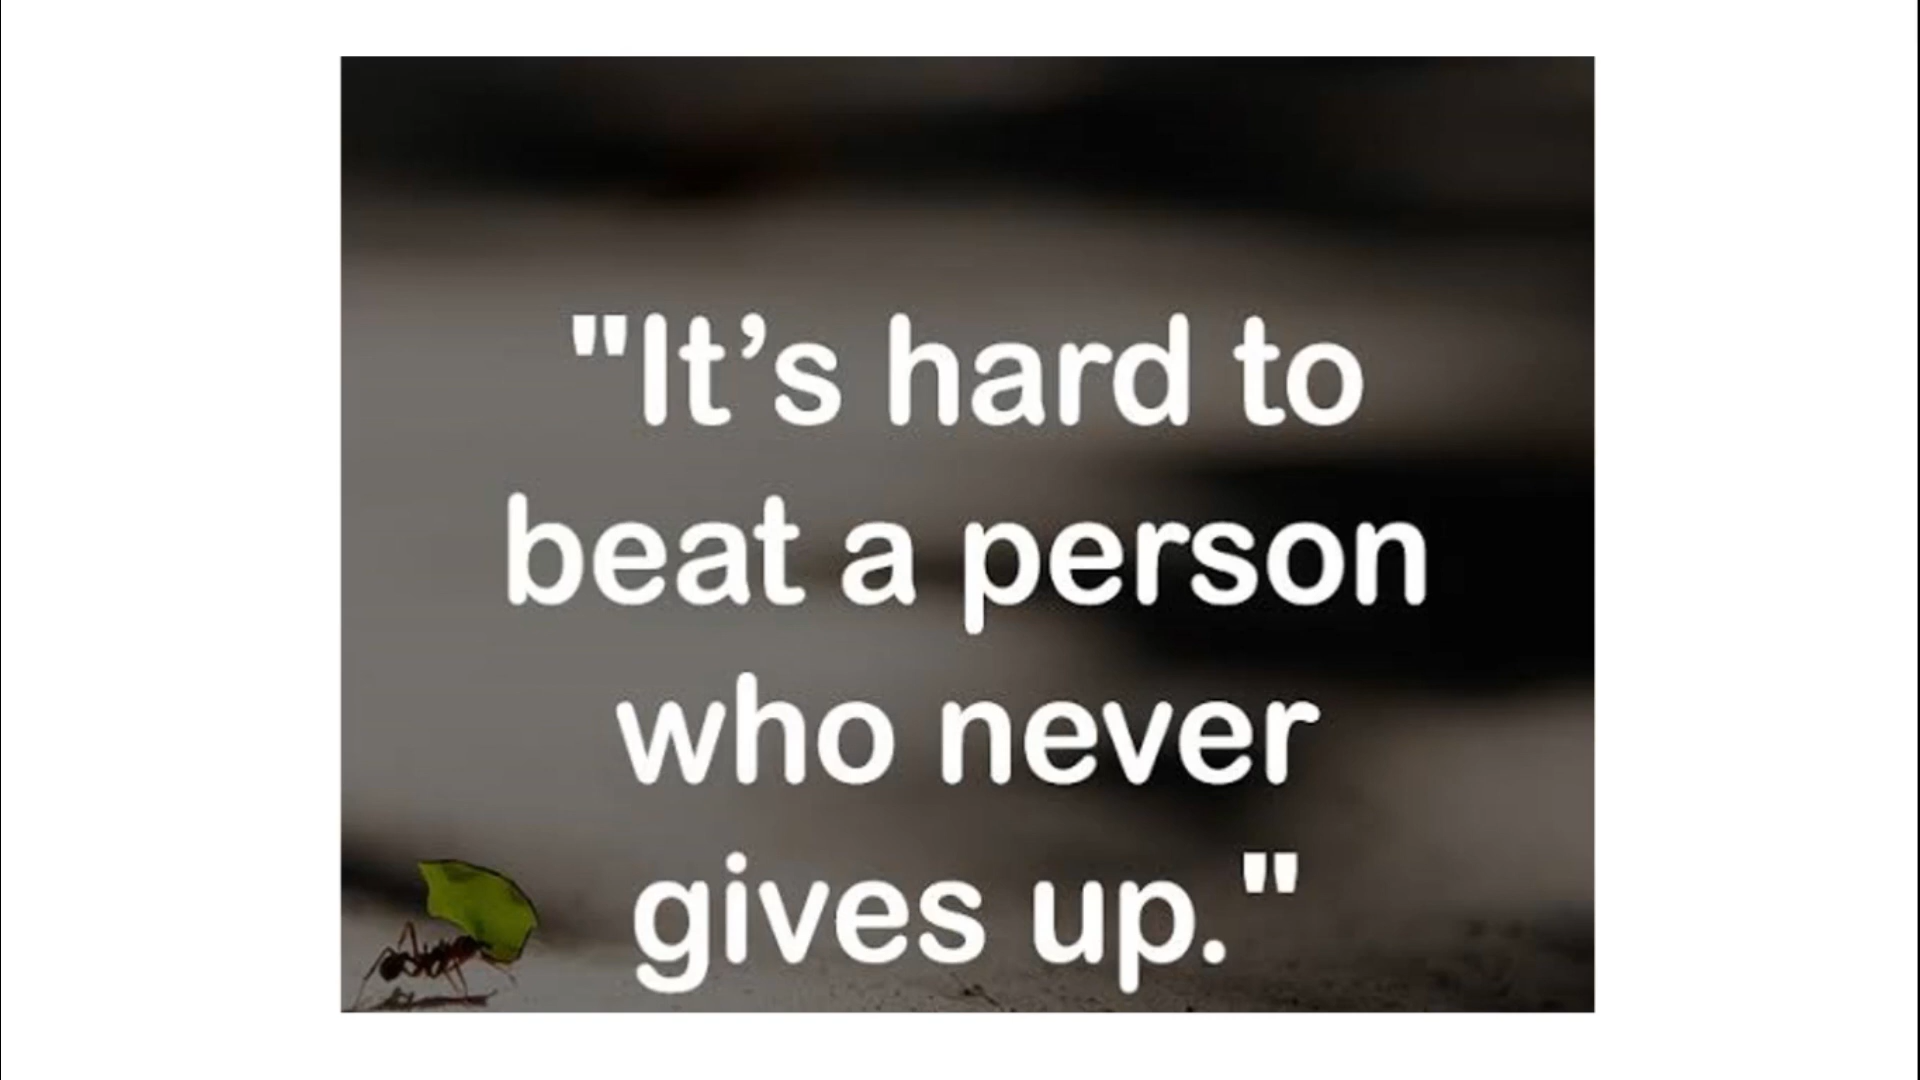 "It’s hard to
beat a person
who never
gives up."